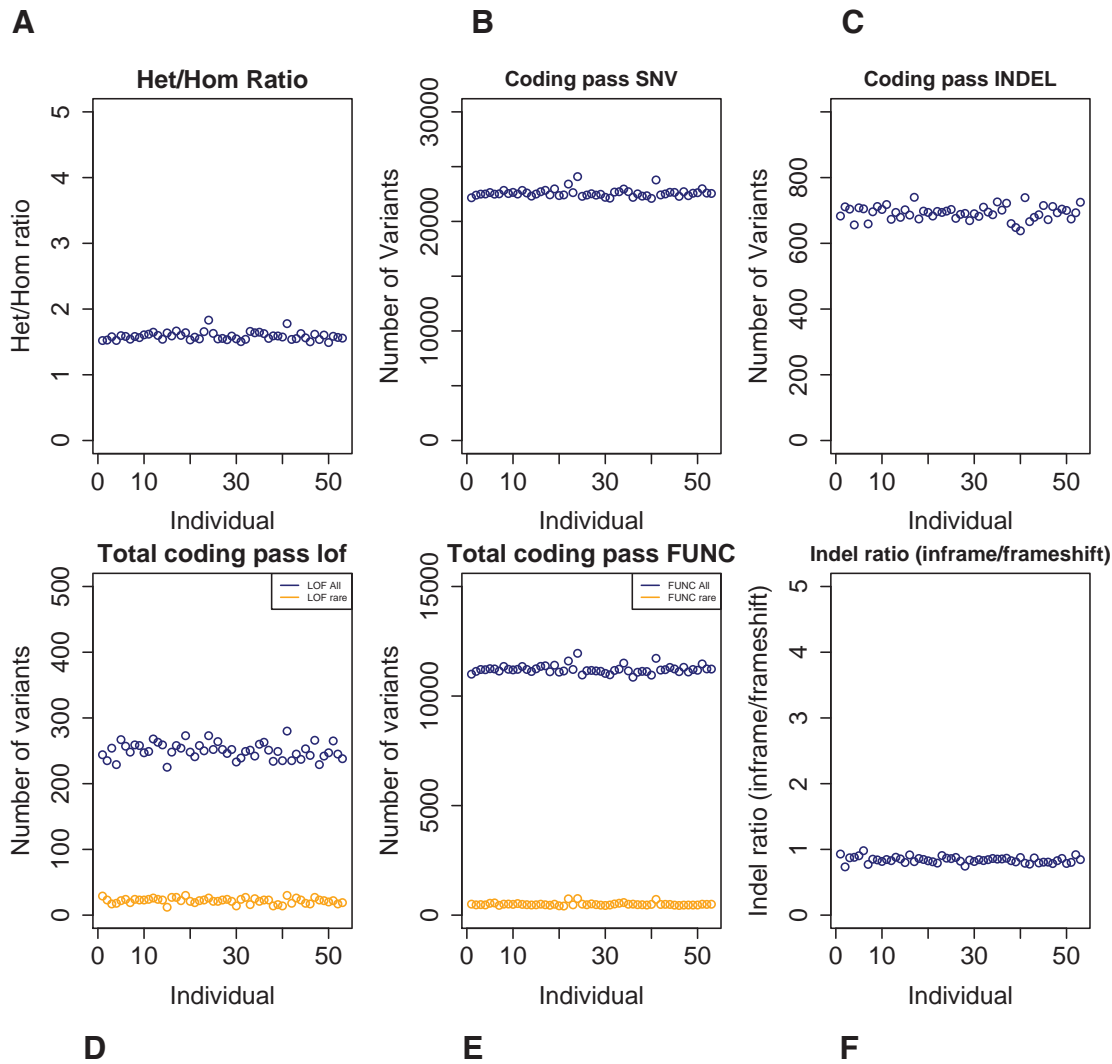 A B C
Het/Hom Ratio
Het/Hom ratio
5
4
3
2
1
0
0 10 30 50
Individual
Coding pass SNV
Number of Variants
30000
20000
10000
0
0 10 30 50
Individual
Coding pass INDEL
Number of Variants
800
600
400
200
0
0 10 30 50
Individual
Total coding pass lof
Number of variants
500
400
300
200
100
0
LOF All
LOF rare
0 10 30 50
Individual
Total coding pass FUNC
Number of variants
15000
10000
5000
0
FUNC All
FUNC rare
0 10 30 50
Individual
Indel ratio (inframe/frameshift)
Indel ratio (inframe/frameshift)
5
4
3
2
1
0
0 10 30 50
Individual
D E F